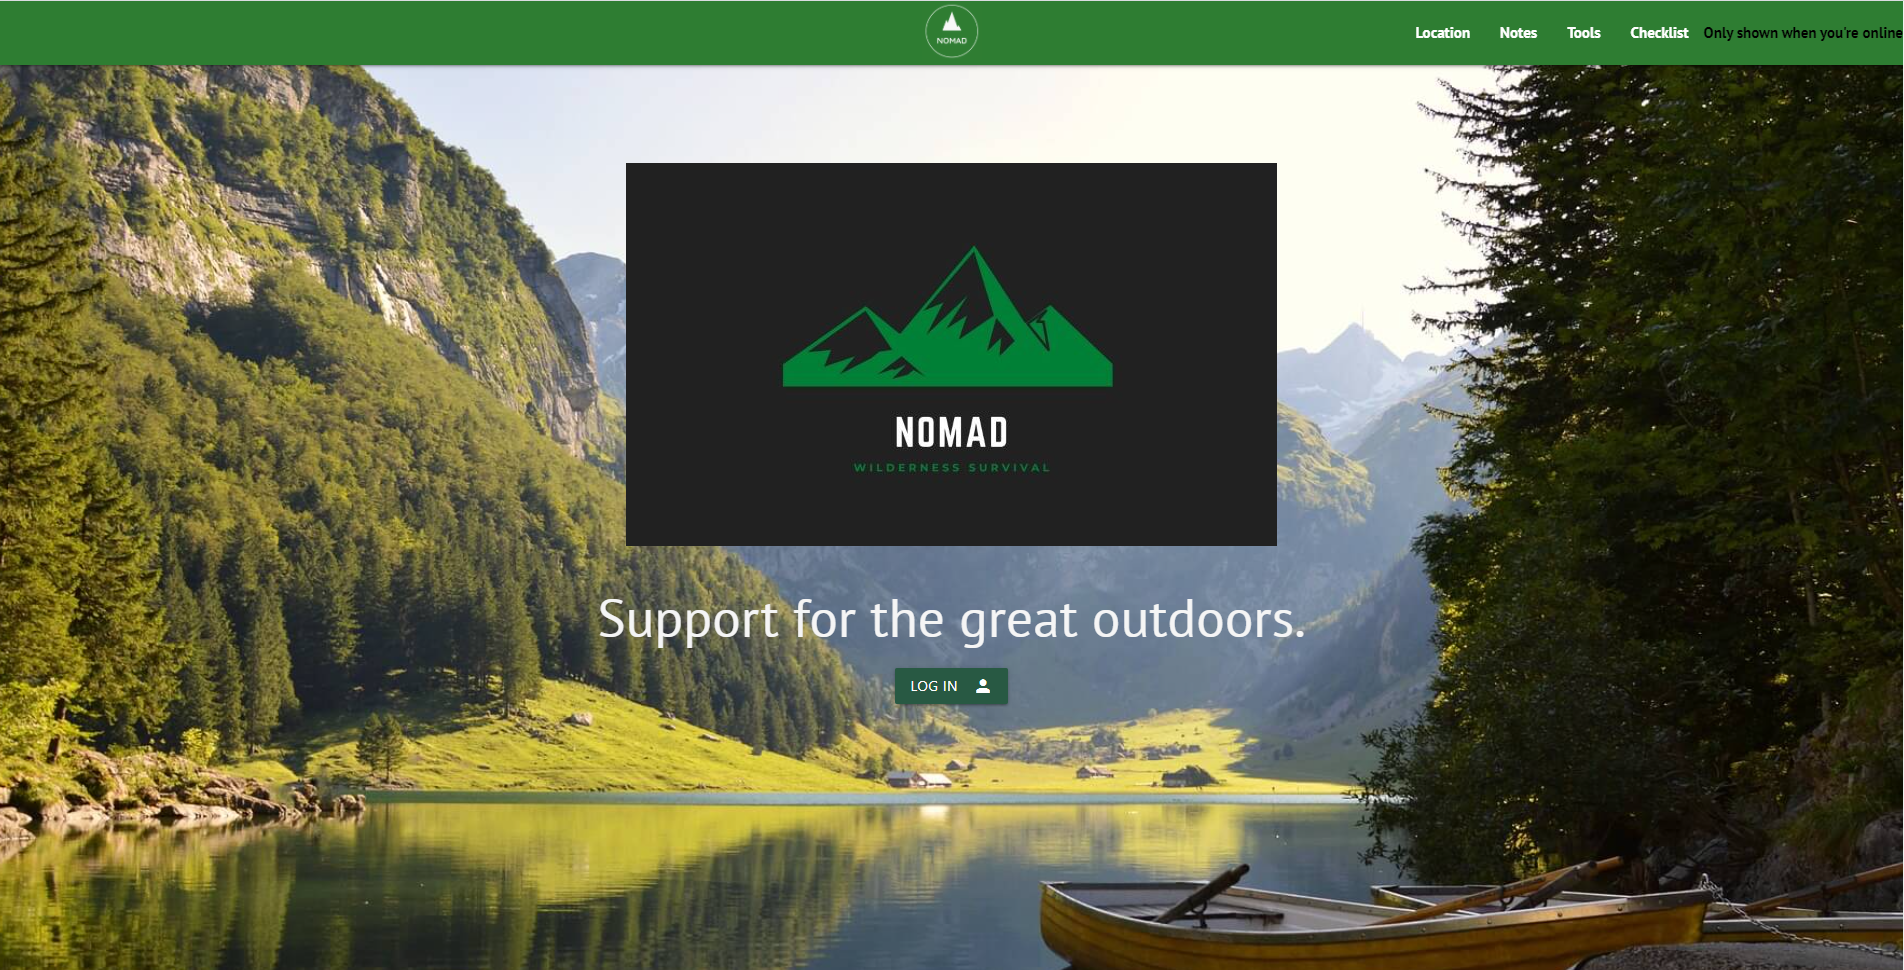 NOMAD
Location Notes Tools Checklist Only shown when you're online
NOMAD
WILDERNESS SURVIVAL
Support for the great outdoors.
LOG IN